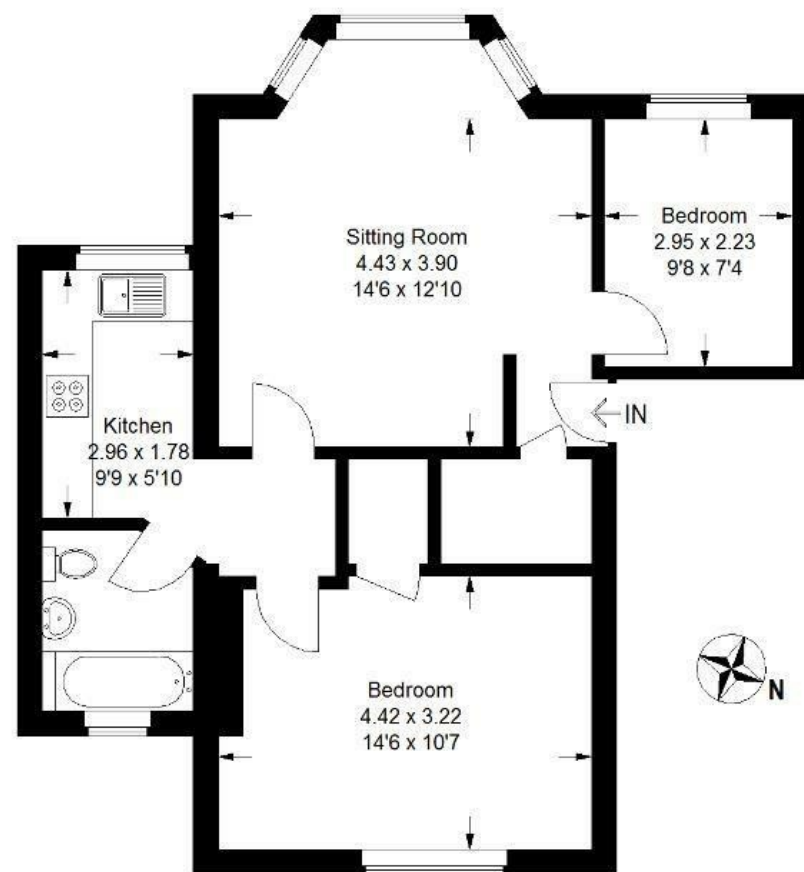 Sitting Room
4.43 x 3.90
14'6 x 12'10
Bedroom
2.95 x 2.23
9'8 x 7'4
Kitchen
2.96 x 1.78
9'9 x 5'10
IN
Bedroom
4.42 x 3.22
14'6 x 10'7
N